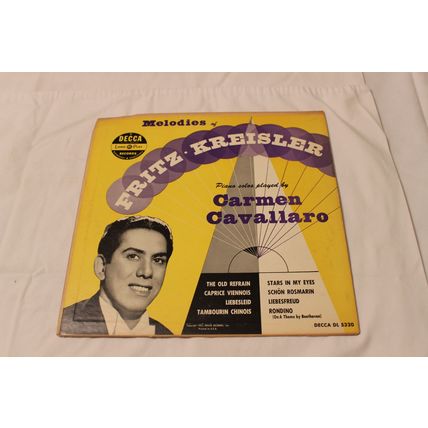 Melodies of
FRITZ · KREISLER
DECCA
LONG PLAY
RECORDS
Piano solos played by
Carmen
Cavallaro
THE OLD REFRAIN
CAPRICE VIENNOIS
LIEBESLEID
TAMBOURIN CHINOIS
STARS IN MY EYES
SCHÖN ROSMARIN
LIEBESFREUD
RONDINO
(On A Theme by Beethoven)
DECCA DL 5320